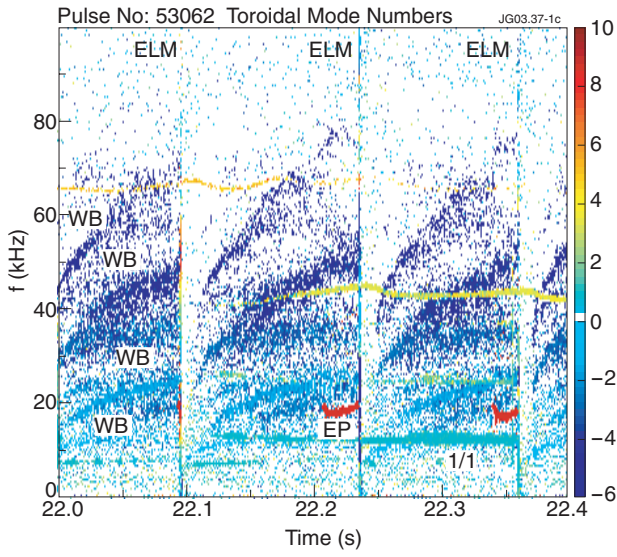 Pulse No: 53062 Toroidal Mode Numbers
JG03.37-1c
ELM ELM ELM
WB
WB
WB
WB
EP
1/1
f (kHz)
80
60
40
20
0
22.0 22.1 22.2 22.3 22.4
Time (s)
10
8
6
4
2
0
−2
−4
−6